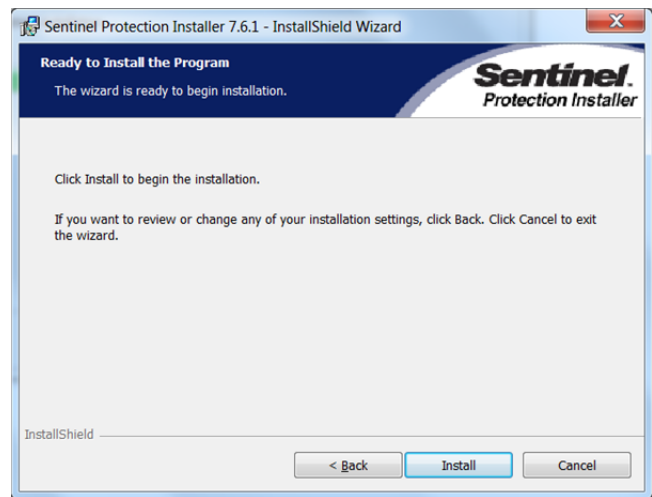 Sentinel Protection Installer 7.6.1 - InstallShield Wizard
Ready to Install the Program
The wizard is ready to begin installation.
Sentinel.
Protection Installer
Click Install to begin the installation.
If you want to review or change any of your installation settings, click Back. Click Cancel to exit
the wizard.
InstallShield
< Back Install Cancel